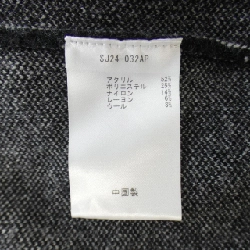 SJ24 032AP
アクリル 52%
ポリエステル 25%
ナイロン 14%
レーヨン 6%
ウール 3%
中国製